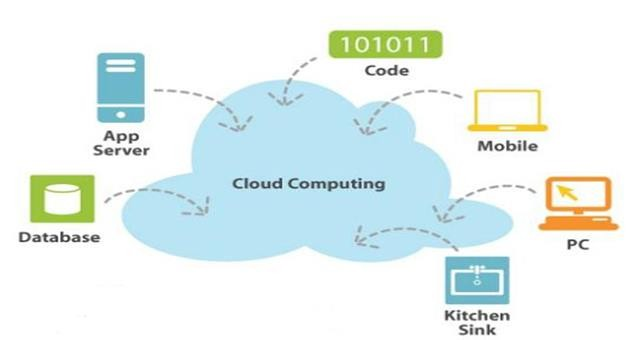 101011
Code
App
Server
Mobile
Cloud Computing
Database
PC
Kitchen
Sink